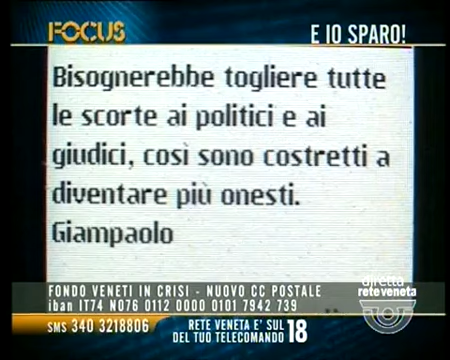 FOCUS
E IO SPARO!
Bisognerebbe togliere tutte
le scorte ai politici e ai
giudici, così sono costretti a
diventare più onesti.
Giampaolo
FONDO VENETI IN CRISI - NUOVO CC POSTALE
iban IT74 N076 0112 0000 0101 7942 739
diretta
reteveneta
SMS 340 3218806
RETE VENETA E' SUL
DEL TUO TELECOMANDO 18